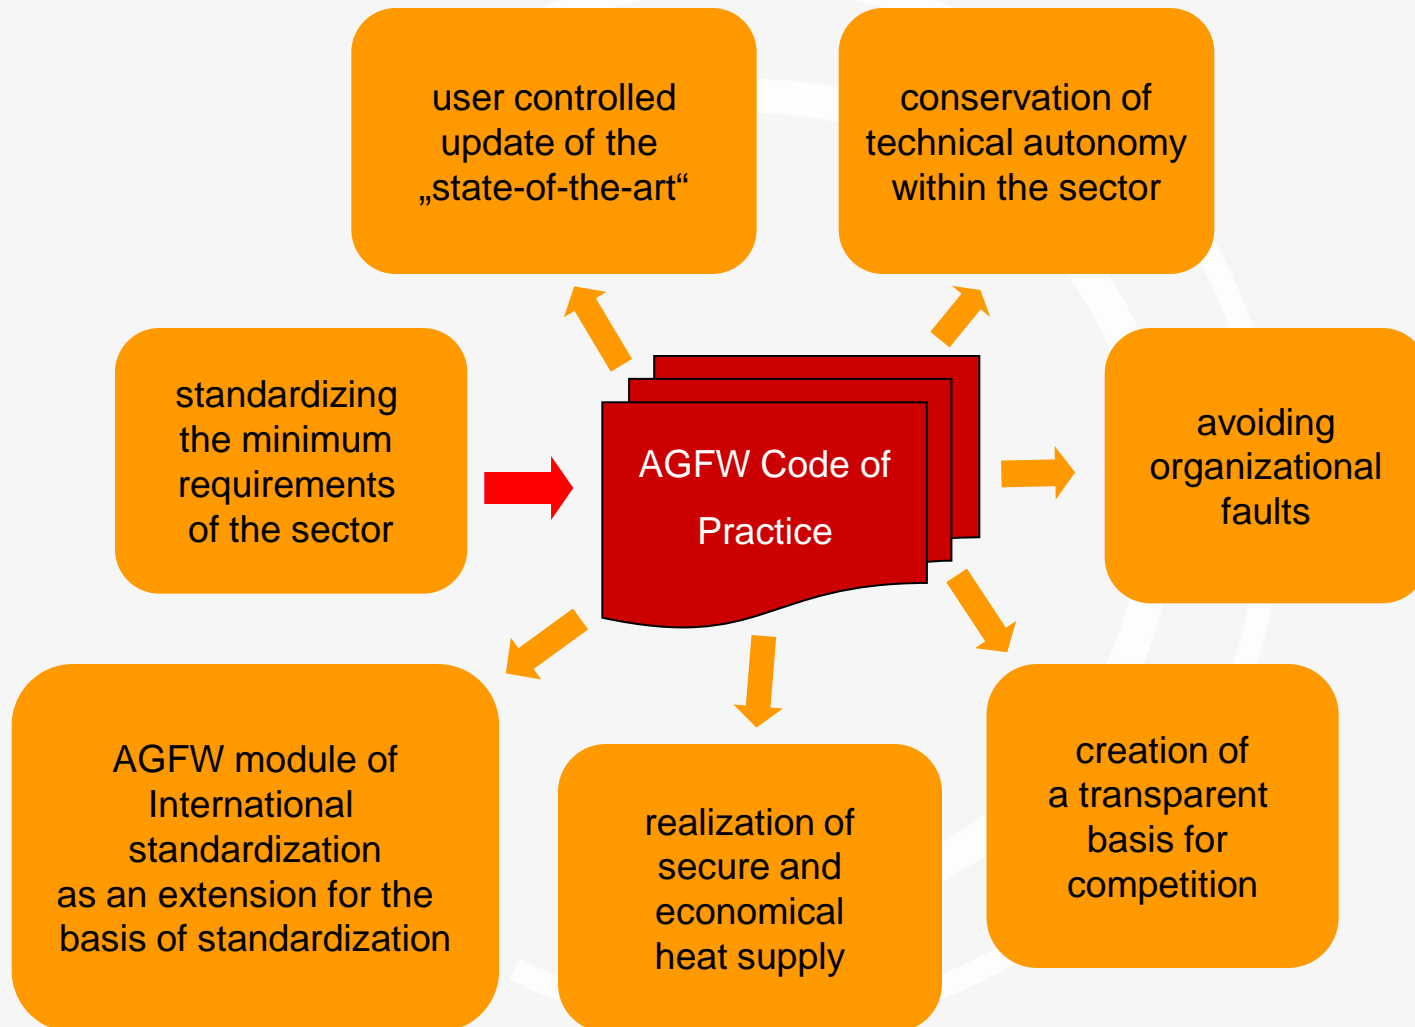 user controlled
update of the
„state-of-the-art“
conservation of
technical autonomy
within the sector
standardizing
the minimum
requirements
of the sector
AGFW Code of
Practice
avoiding
organizational
faults
AGFW module of
International
standardization
as an extension for the
basis of standardization
realization of
secure and
economical
heat supply
creation of
a transparent
basis for
competition